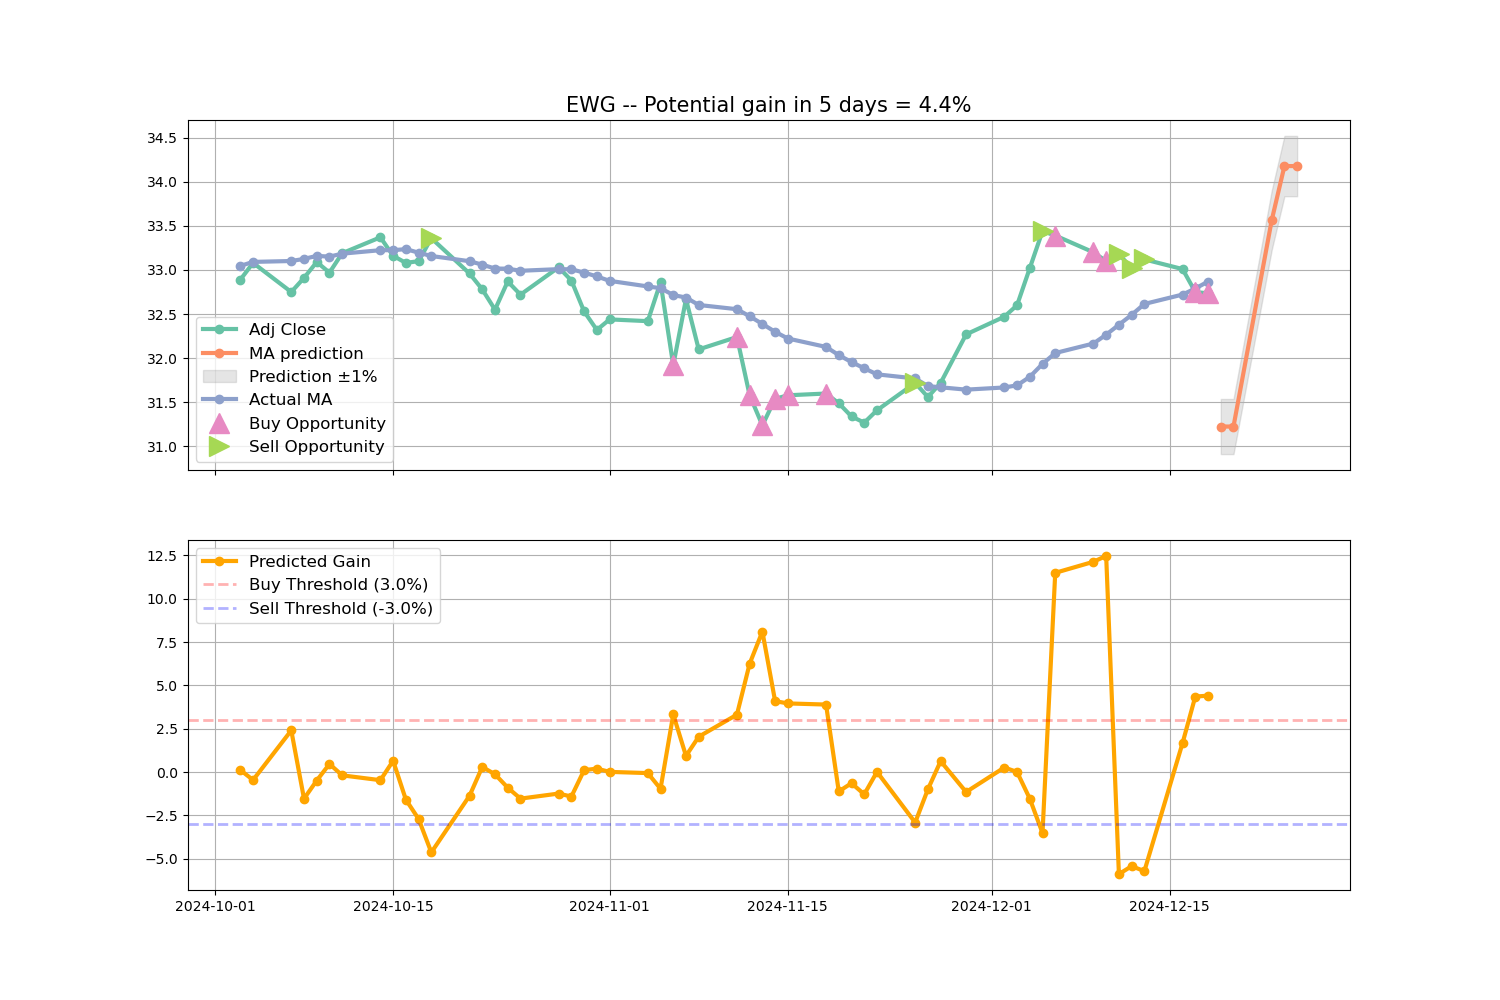 EWG -- Potential gain in 5 days = 4.4%
34.5
34.0
33.5
33.0
32.5
32.0
31.5
31.0
Adj Close
MA prediction
Prediction ±1%
Actual MA
Buy Opportunity
Sell Opportunity
12.5
10.0
7.5
5.0
2.5
0.0
−2.5
−5.0
Predicted Gain
Buy Threshold (3.0%)
Sell Threshold (-3.0%)
2024-10-01
2024-10-15
2024-11-01
2024-11-15
2024-12-01
2024-12-15